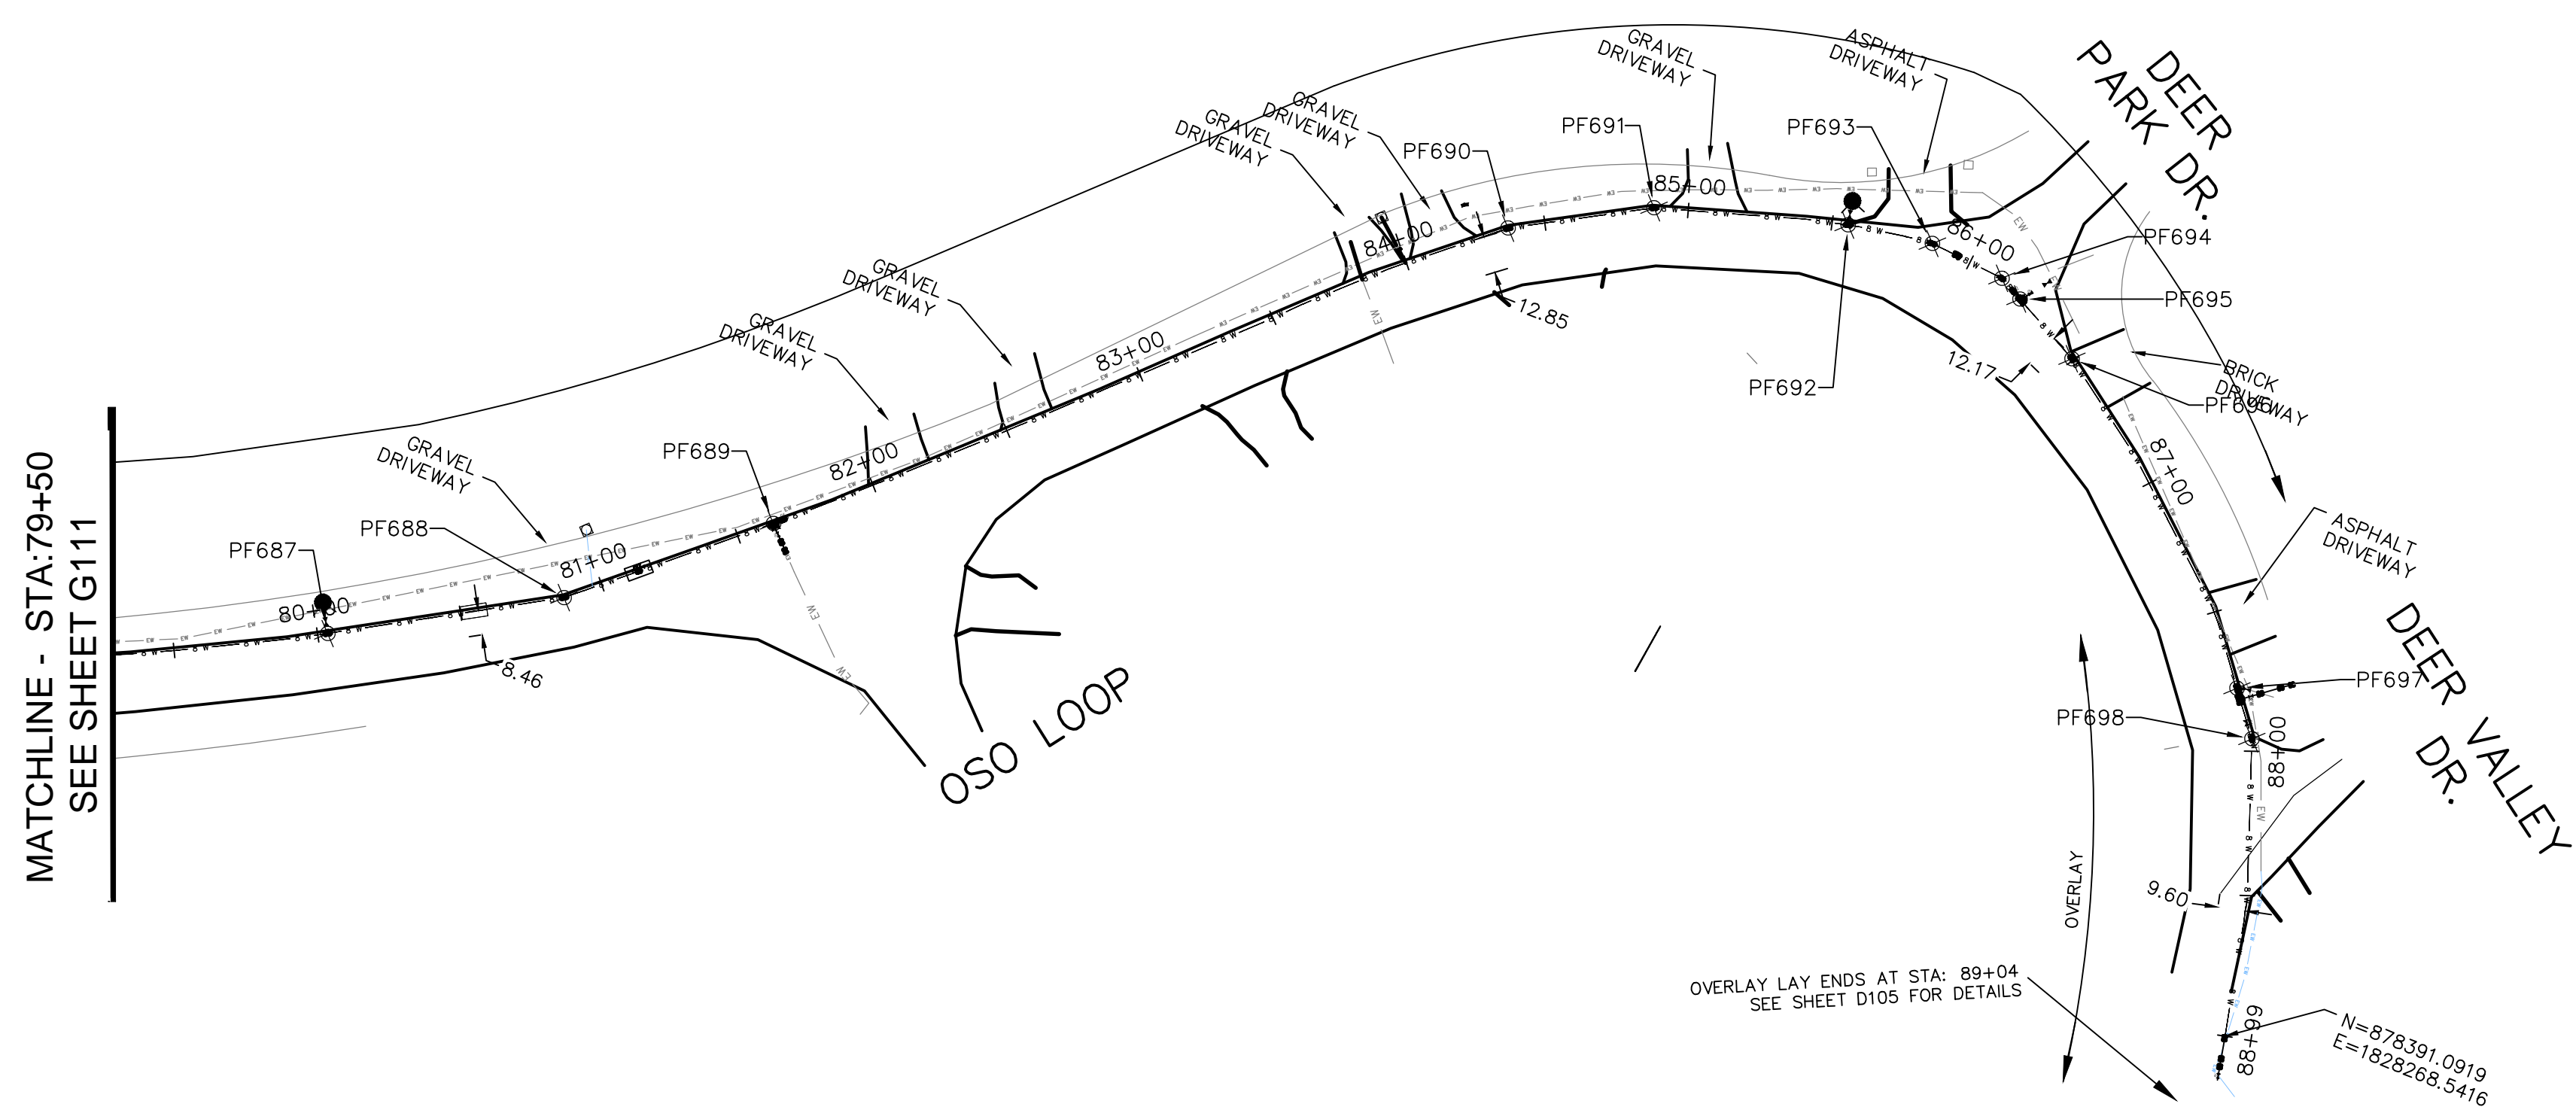 MATCHLINE - STA:79+50
SEE SHEET G1111
PF687
80+00
GRAVEL
DRIVEWAY
PF688
81+00
8.46
PF689
82+00
GRAVEL
DRIVEWAY
GRAVEL
DRIVEWAY
83+00
OSO LOOP
GRAVEL
DRIVEWAY
GRAVEL
DRIVEWAY
84+00
PF690
12.85
PF691
GRAVEL
DRIVEWAY
85+00
PF692
PF693
ASPHALT
DRIVEWAY
86+00
DEER
PARK DR.
PF694
PF695
12.17
PF696
BRICK
DRIVEWAY
87+00
ASPHALT
DRIVEWAY
PF697
PF698
88+00
DEER VALLEY
DR.
9.60
OVERLAY
OVERLAY LAY ENDS AT STA: 89+04
SEE SHEET D105 FOR DETAILS
88+99
N=878391.0919
E=1828268.5416
8 W
EW